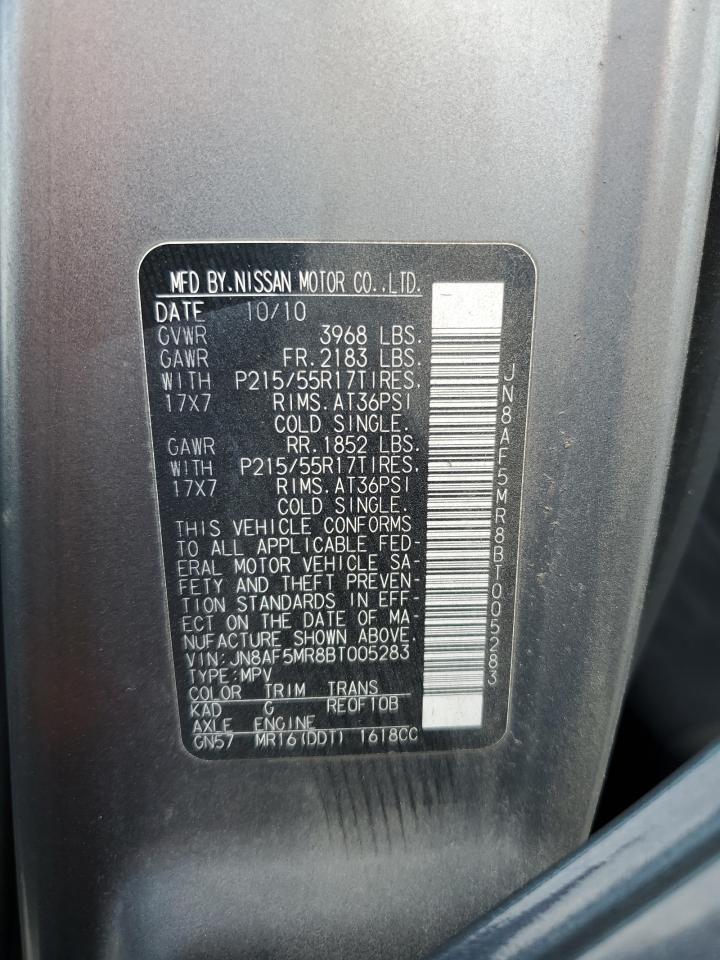 MFD BY.NISSAN MOTOR CO.,LTD.
DATE 10/10
GVWR 3968 LBS.
GAWR FR.2183 LBS.
WITH P215/55R17TIRES.
17X7 RIMS.AT36PSI
COLD SINGLE.
GAWR RR.1852 LBS.
WITH P215/55R17TIRES.
17X7 RIMS.AT36PSI
COLD SINGLE.
THIS VEHICLE CONFORMS
TO ALL APPLICABLE FED-
ERAL MOTOR VEHICLE SA-
FETY AND THEFT PREVEN-
TION STANDARDS IN EFF-
ECT ON THE DATE OF MA-
NUFACTURE SHOWN ABOVE.
VIN:JN8AF5MR8BT005283
TYPE:MPV
COLOR TRIM TRANS
KAD G REOF10B
AXLE ENGINE
GN57 MR16(DDT) 1618CC
JN8AF5MR8BT005283